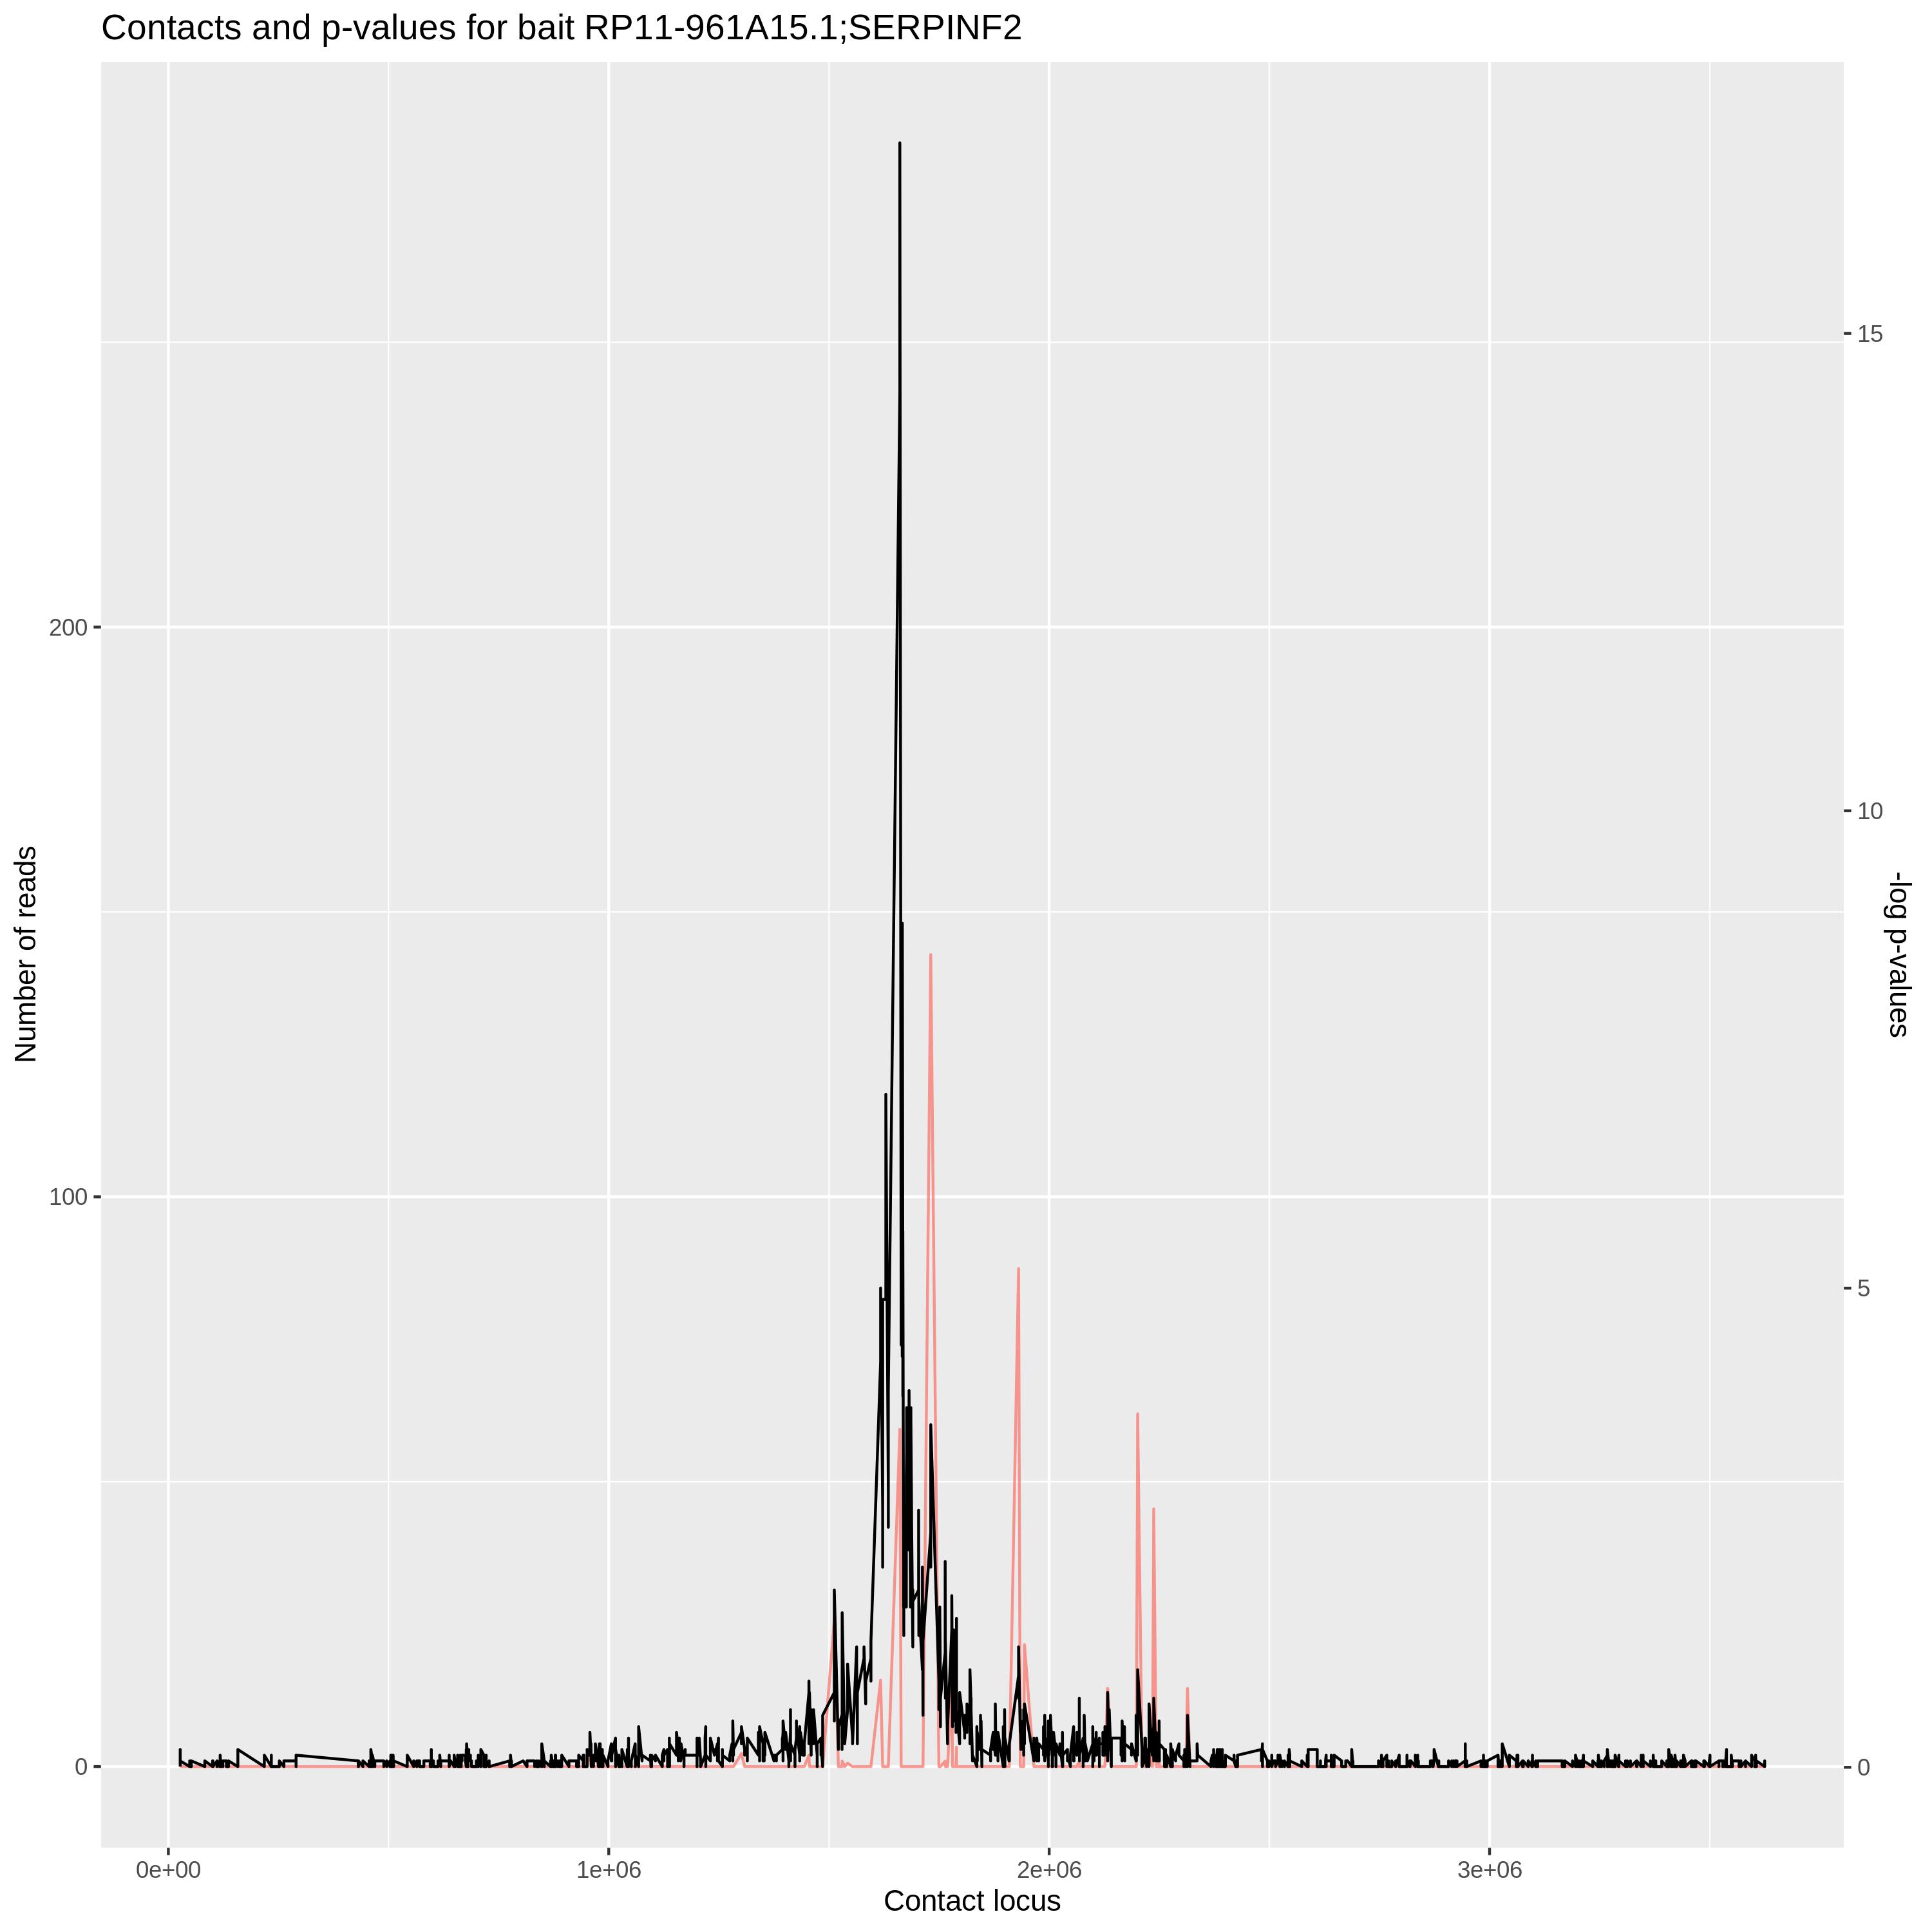 Contacts and p-values for bait RP11-961A15.1;SERPINF2
Number of reads
200
100
0
15
10
5
0
-log p-values
0e+00 1e+06 2e+06 3e+06
Contact locus